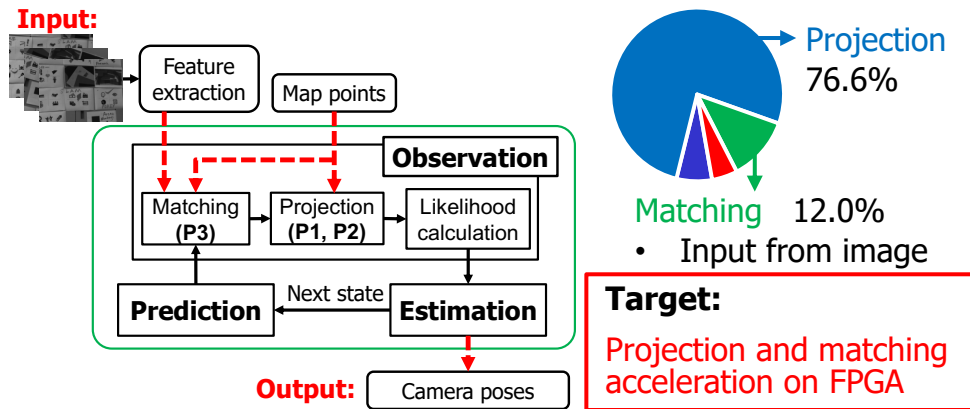 Input:
Feature
extraction
Map points
Observation
Matching
(P3)
Projection
(P1, P2)
Likelihood
calculation
Prediction
Next state
Estimation
Output:
Camera poses
Projection
76.6%
Matching 12.0%
• Input from image
Target:
Projection and matching
acceleration on FPGA